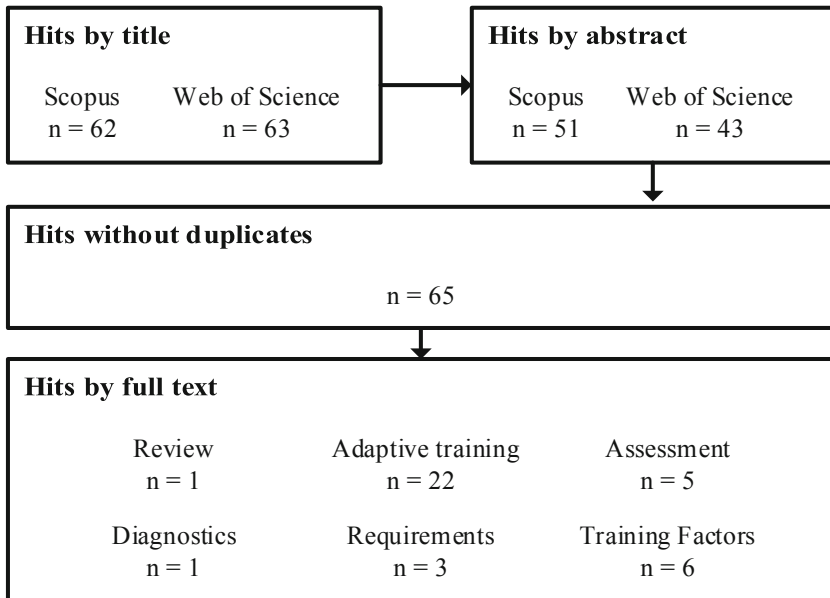 Hits by title
Scopus Web of Science
n = 62 n = 63
Hits by abstract
Scopus Web of Science
n = 51 n = 43
Hits without duplicates
n = 65
Hits by full text
Review Adaptive training Assessment
n = 1 n = 22 n = 5
Diagnostics Requirements Training Factors
n = 1 n = 3 n = 6